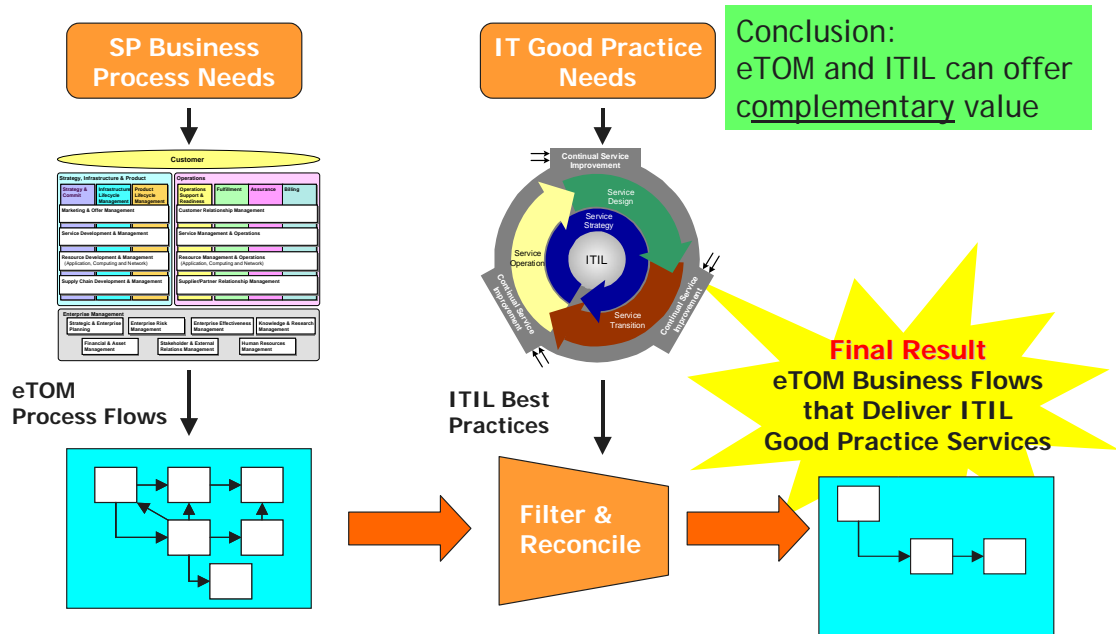 SP Business
Process Needs
IT Good Practice
Needs
Conclusion:
eTOM and ITIL can offer
complementary value
Customer
Strategy, Infrastructure & Product
Operations
Strategy &
Commit
Infrastructure
Lifecycle
Management
Product
Lifecycle
Management
Operations
Support &
Readiness
Fulfillment
Assurance
Billing
Marketing & Offer Management
Customer Relationship Management
Service Development & Management
Service Management & Operations
Resource Development & Management
(Application, Computing and Network)
Resource Management & Operations
(Application, Computing and Network)
Supply Chain Development & Management
Supplier/Partner Relationship Management
Enterprise Management
Strategic & Enterprise
Planning
Enterprise Risk
Management
Enterprise Effectiveness
Management
Knowledge & Research
Management
Financial & Asset
Management
Stakeholder & External
Relations Management
Human Resources
Management
Continual Service
Improvement
Service
Design
Service
Strategy
Service
Operation
ITIL
Service
Transition
Continual Service
Improvement
Continual Service
Improvement
eTOM
Process Flows
ITIL Best
Practices
Final Result
eTOM Business Flows
that Deliver ITIL
Good Practice Services
Filter &
Reconcile